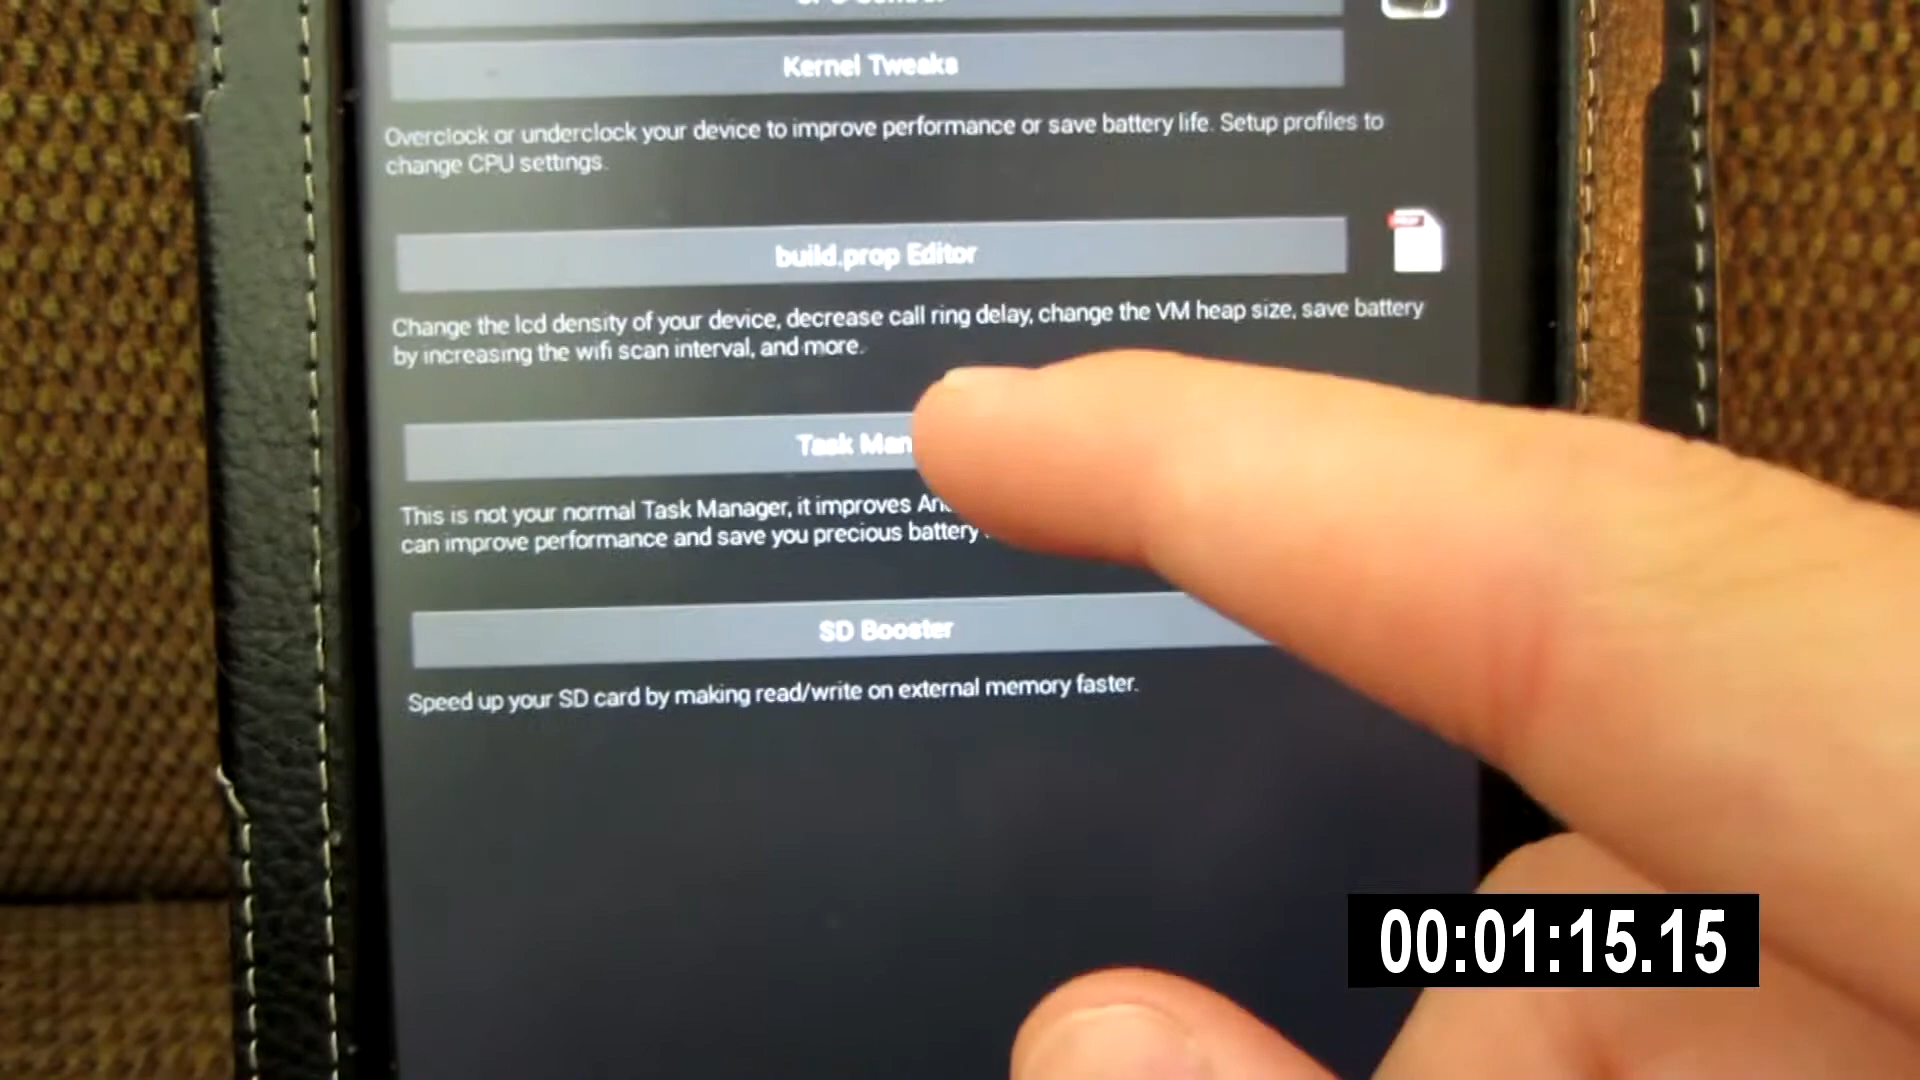 Kernel Tweaks
Overclock or underclock your device to improve performance or save battery life. Setup profiles to
change CPU settings.
build.prop Editor
Change the lcd density of your device, decrease call ring delay, change the VM heap size, save battery
by increasing the wifi scan interval, and more.
Task Man
This is not your normal Task Manager, it improves An
can improve performance and save you precious battery
SD Booster
Speed up your SD card by making read/write on external memory faster.
00:01:15.15